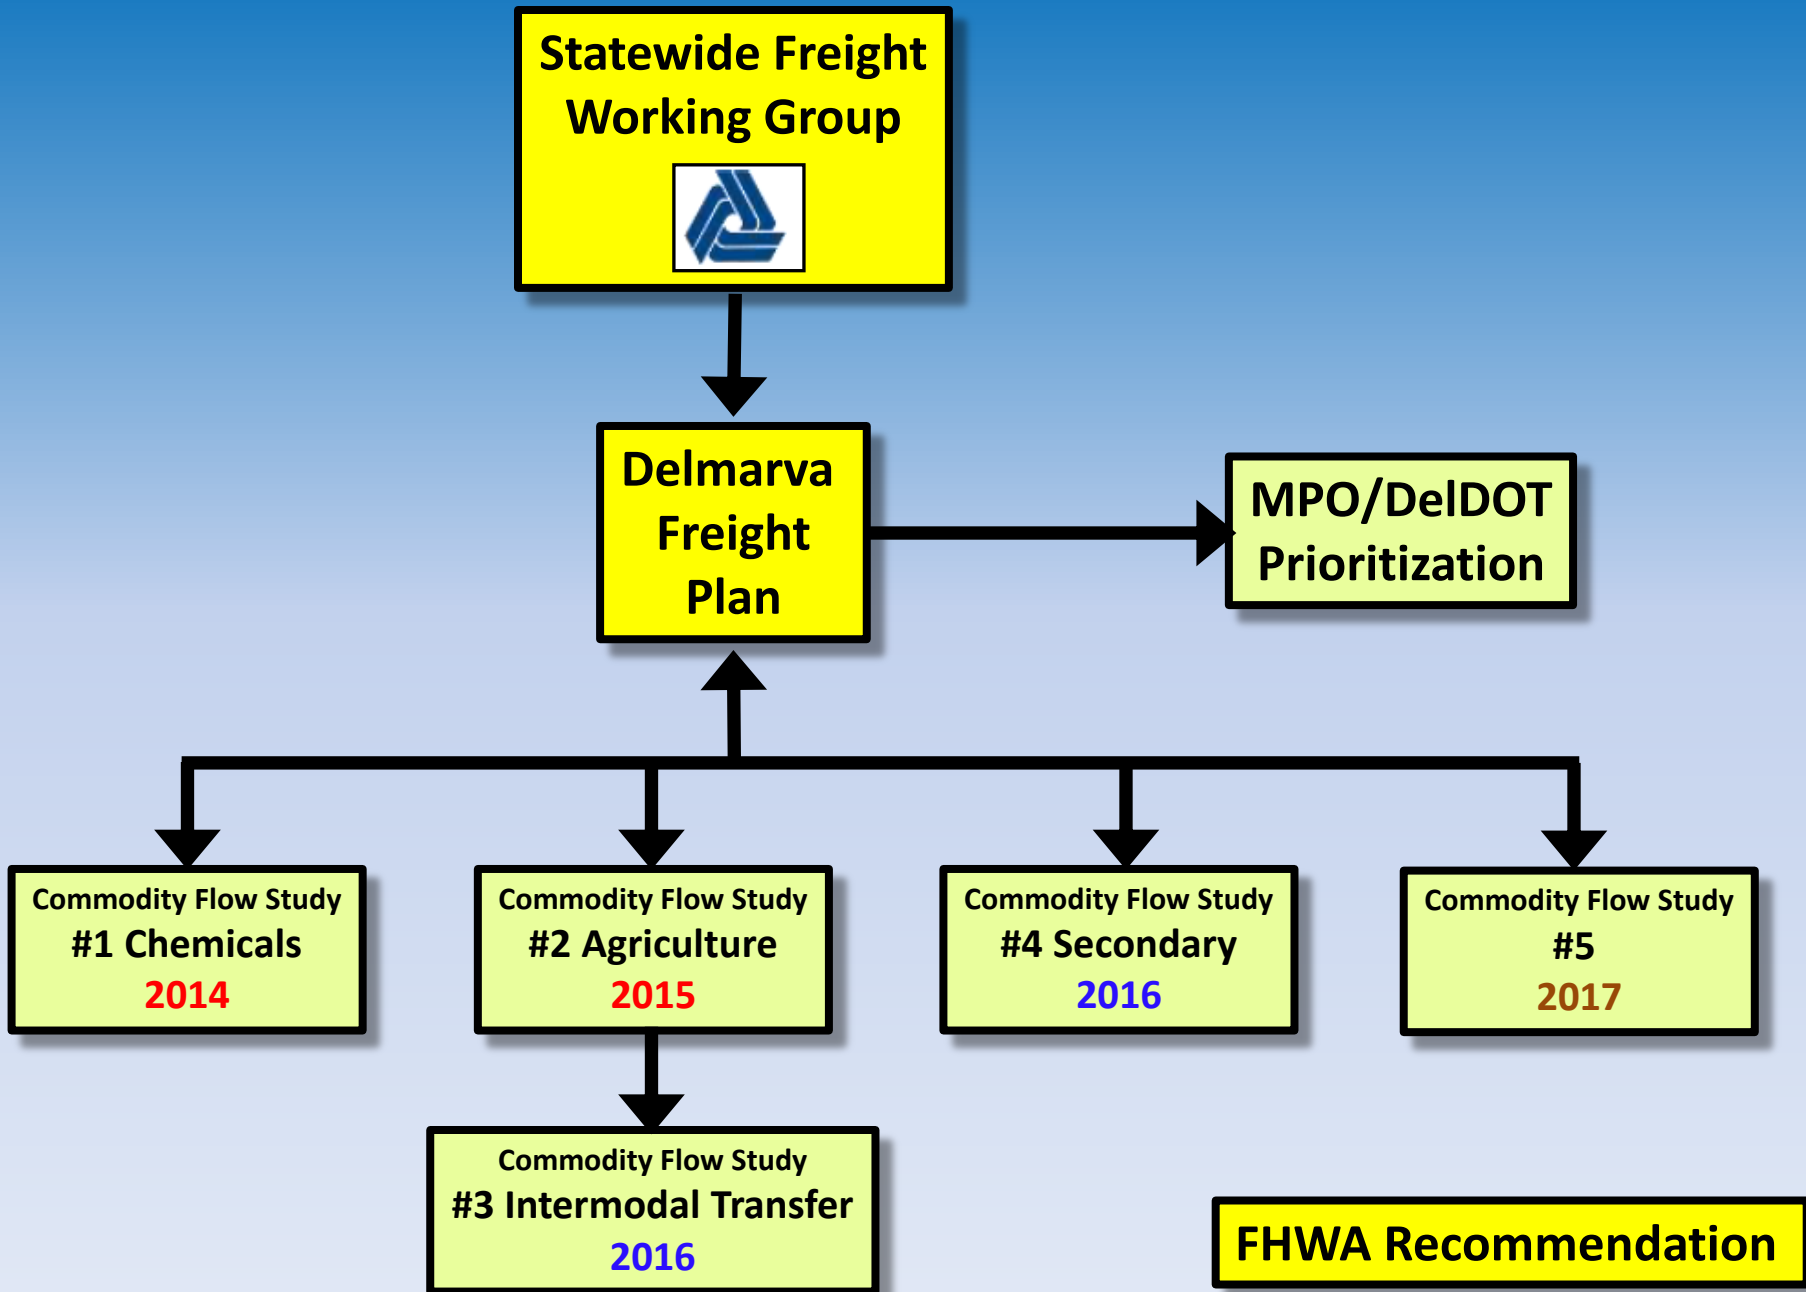 Statewide Freight
Working Group
Delmarva
Freight
Plan
MPO/DelDOT
Prioritization
Commodity Flow Study
#1 Chemicals
2014
Commodity Flow Study
#2 Agriculture
2015
Commodity Flow Study
#4 Secondary
2016
Commodity Flow Study
#5
2017
Commodity Flow Study
#3 Intermodal Transfer
2016
FHWA Recommendation